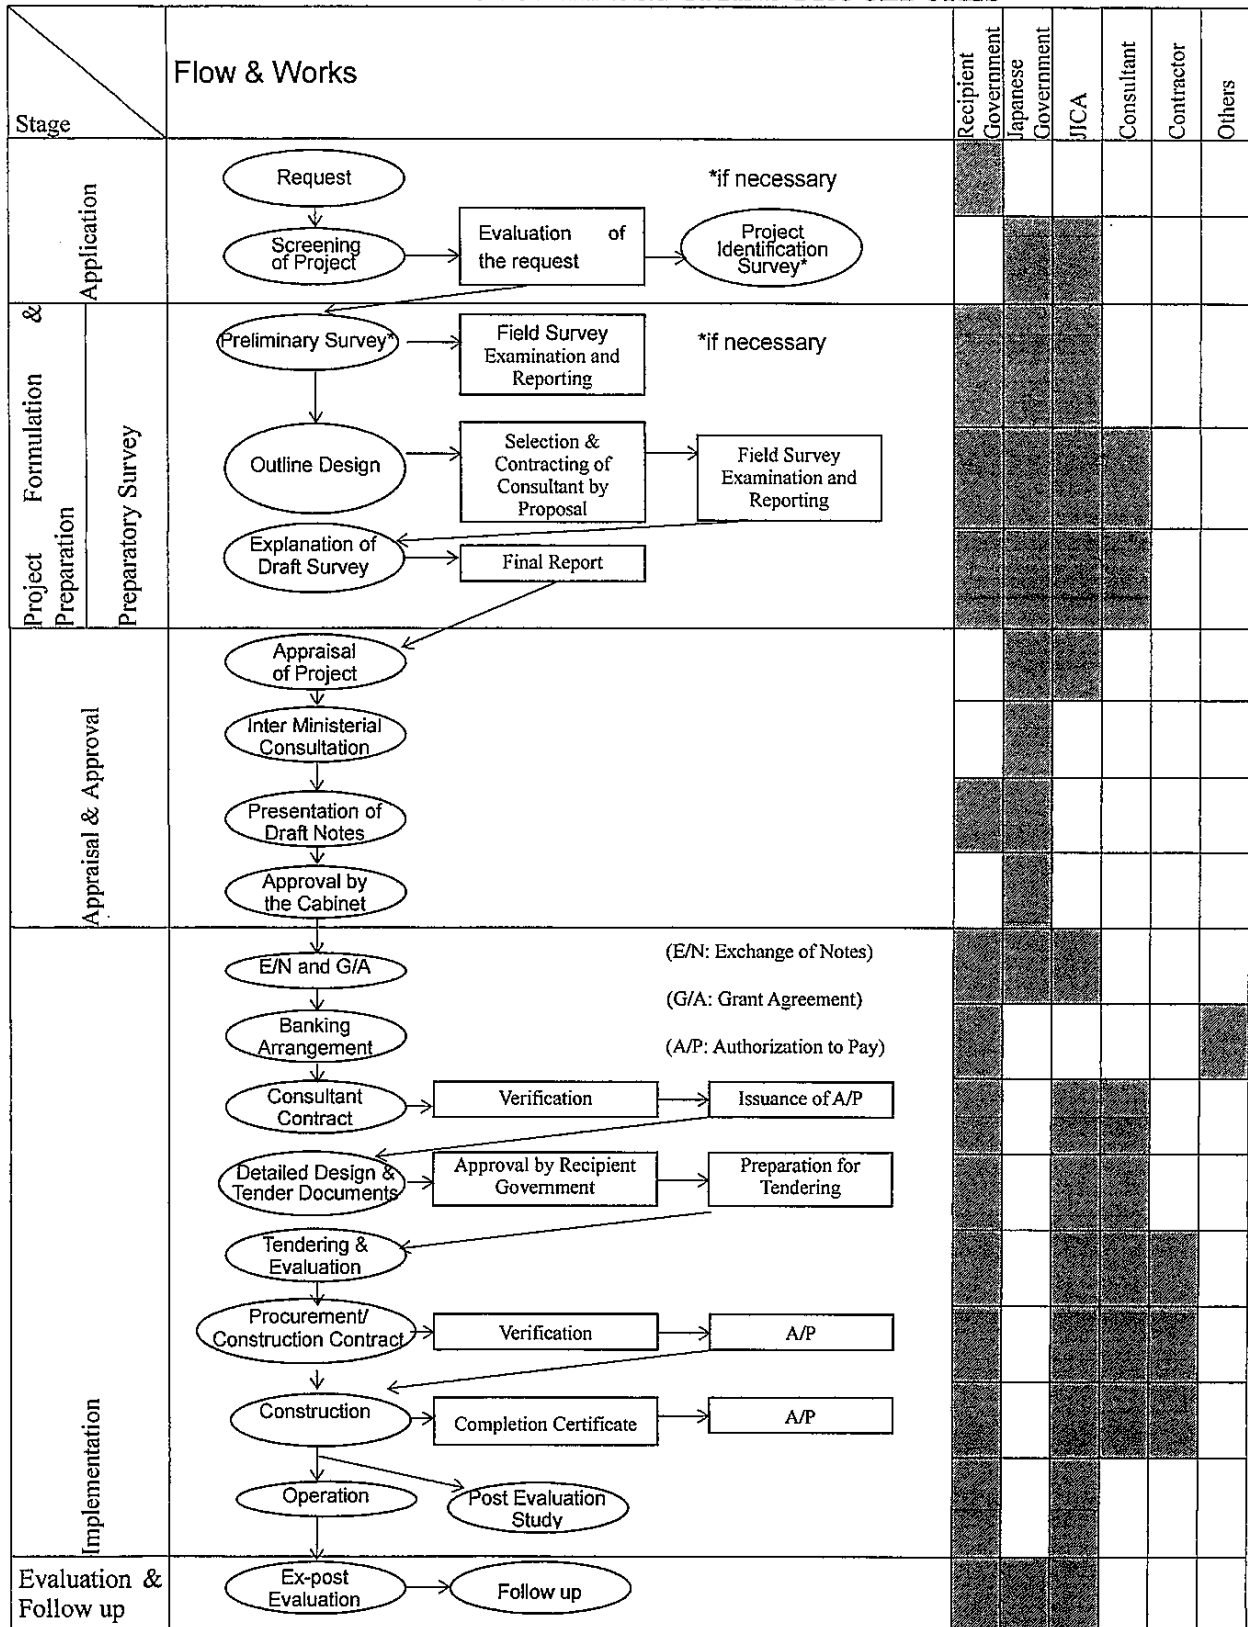 Flow & Works
Stage
Recipient
Government
Japanese
Government
JICA
Consultant
Contractor
Others
Application
Request
*if necessary
Screening
of Project
Evaluation of
the request
Project
Identification
Survey*
Project Formulation &
Preparation
Preparatory Survey
Preliminary Survey*
Field Survey
Examination and
Reporting
*if necessary
Outline Design
Selection &
Contracting of
Consultant by
Proposal
Field Survey
Examination and
Reporting
Explanation of
Draft Survey
Final Report
Appraisal & Approval
Appraisal
of Project
Inter Ministerial
Consultation
Presentation of
Draft Notes
Approval by
the Cabinet
Implementation
E/N and G/A
(E/N: Exchange of Notes)
(G/A: Grant Agreement)
Banking
Arrangement
(A/P: Authorization to Pay)
Consultant
Contract
Verification
Issuance of A/P
Detailed Design &
Tender Documents
Approval by Recipient
Government
Preparation for
Tendering
Tendering &
Evaluation
Procurement/
Construction Contract
Verification
A/P
Construction
Completion Certificate
A/P
Operation
Post Evaluation
Study
Evaluation &
Follow up
Ex-post
Evaluation
Follow up